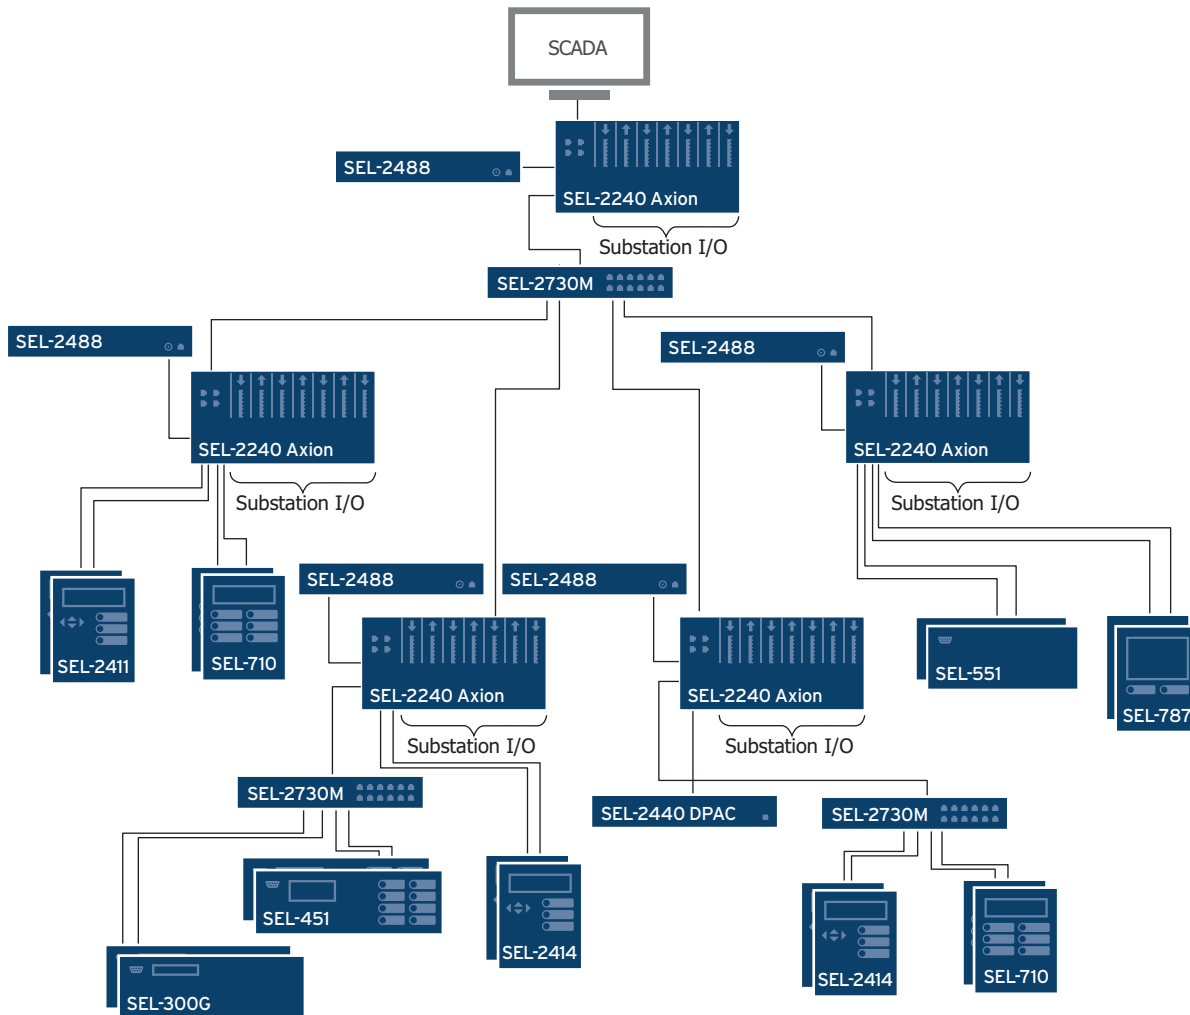 SCADA
SEL-2488
SEL-2240 Axion
Substation I/O
SEL-2730M
SEL-2488
SEL-2488
SEL-2240 Axion
SEL-2240 Axion
Substation I/O
Substation I/O
SEL-2488
SEL-2488
SEL-2411
SEL-710
SEL-551
SEL-787
SEL-2240 Axion
SEL-2240 Axion
Substation I/O
Substation I/O
SEL-2730M
SEL-2440 DPAC
SEL-2730M
SEL-451
SEL-2414
SEL-2414
SEL-710
SEL-300G